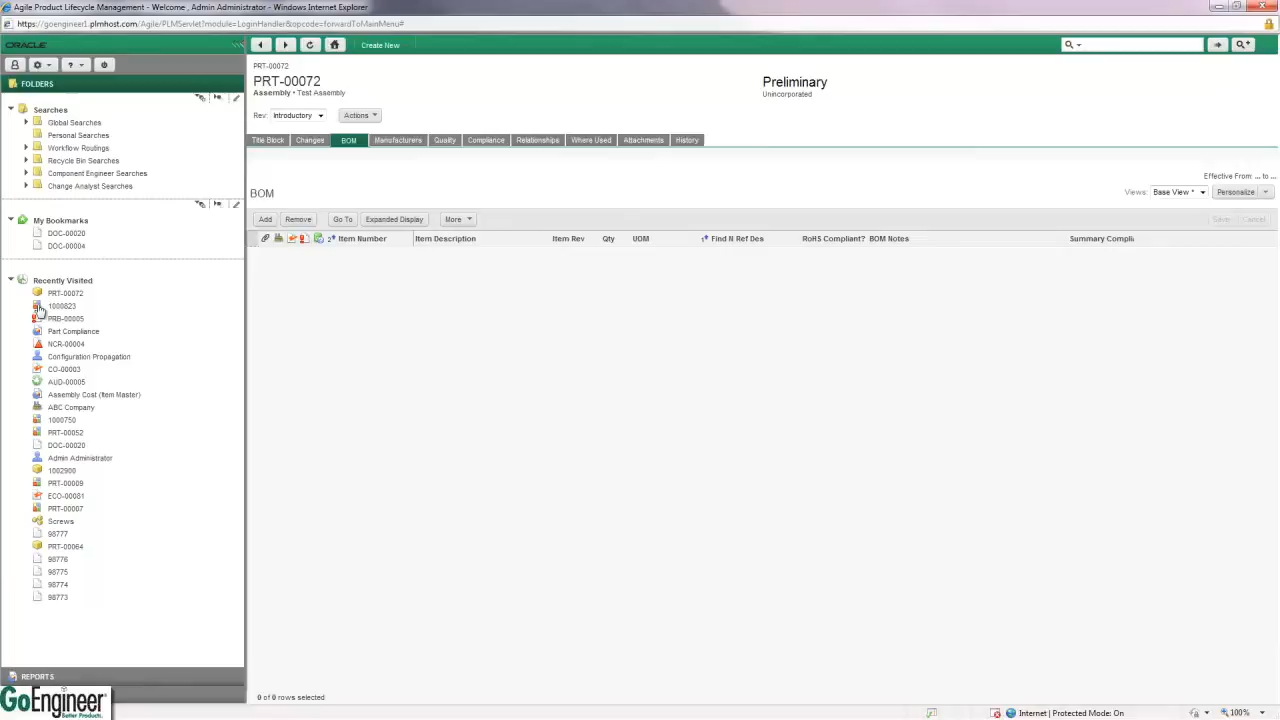 Agile Product Lifecycle Management - Welcome , Admin Administrator - Windows Internet Explorer
https://goengineer1.plmhost.com/Agile/PLMServlet?module=LoginHandler&opcode=forwardToMainMenu#
ORACLE
Create New
FOLDERS
Searches
Global Searches
Personal Searches
Workflow Routings
Recycle Bin Searches
Component Engineer Searches
Change Analyst Searches
My Bookmarks
DOC-00020
DOC-00004
Recently Visited
PRT-00072
1000823
PRB-00005
Part Compliance
NCR-00004
Configuration Propagation
CO-00003
AUD-00005
Assembly Cost (Item Master)
ABC Company
1000750
PRT-00052
DOC-00020
Admin Administrator
1002900
PRT-00009
ECO-00081
PRT-00007
Screws
98777
PRT-00064
98776
98775
98774
98773
REPORTS
GoEngineer
Better Products.
PRT-00072
PRT-00072
Assembly • Test Assembly
Preliminary
Unincorporated
Rev: Introductory Actions
Title Block Changes BOM Manufacturers Quality Compliance Relationships Where Used Attachments History
Effective From: ... to ...
BOM
Views: Base View * Personalize
Add Remove Go To Expanded Display More Save Cancel
Item Number Item Description Item Rev Qty UOM Find N Ref Des RoHS Compliant? BOM Notes Summary Compli
0 of 0 rows selected
Internet | Protected Mode: On 100%